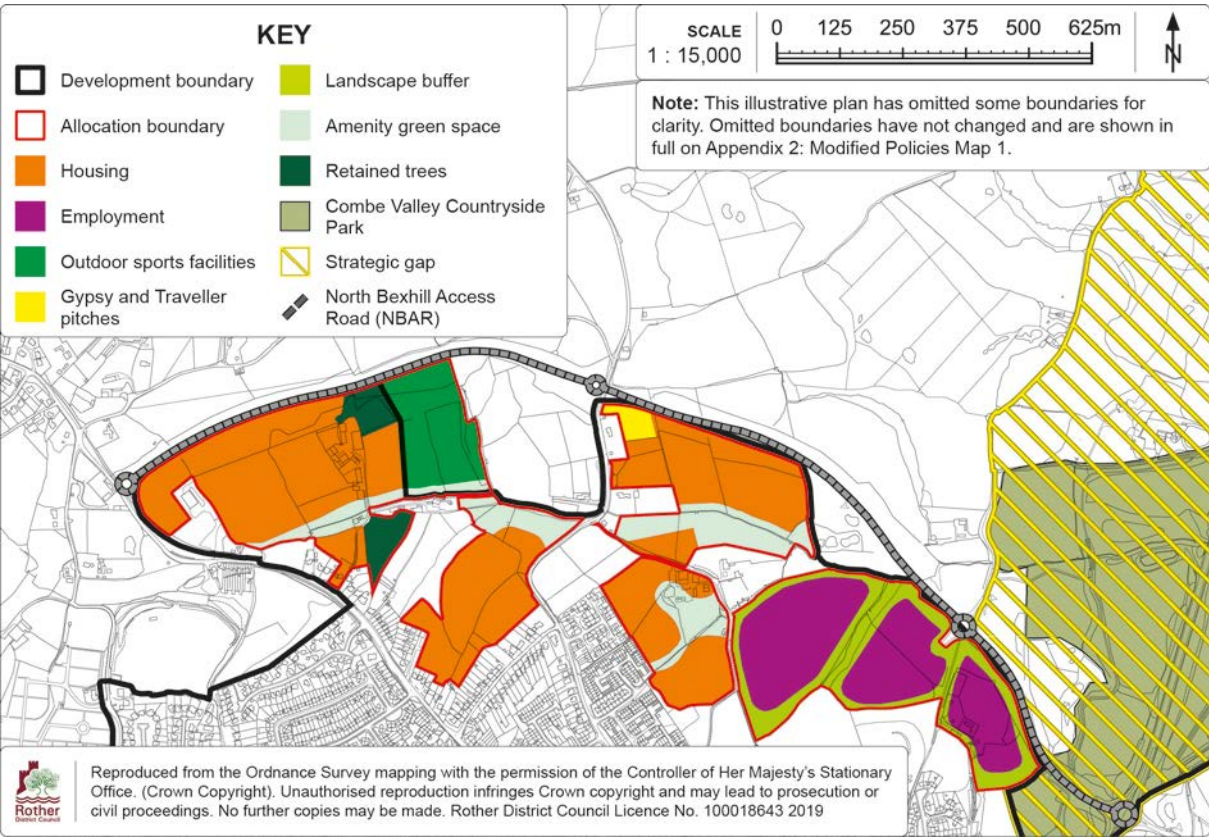 KEY
Development boundary
Allocation boundary
Housing
Employment
Outdoor sports facilities
Gypsy and Traveller
pitches
Landscape buffer
Amenity green space
Retained trees
Combe Valley Countryside
Park
Strategic gap
North Bexhill Access
Road (NBAR)
SCALE
1 : 15,000
0 125 250 375 500 625m
N
Note: This illustrative plan has omitted some boundaries for
clarity. Omitted boundaries have not changed and are shown in
full on Appendix 2: Modified Policies Map 1.
Rother
District Council
Reproduced from the Ordnance Survey mapping with the permission of the Controller of Her Majesty's Stationary
Office. (Crown Copyright). Unauthorised reproduction infringes Crown copyright and may lead to prosecution or
civil proceedings. No further copies may be made. Rother District Council Licence No. 100018643 2019